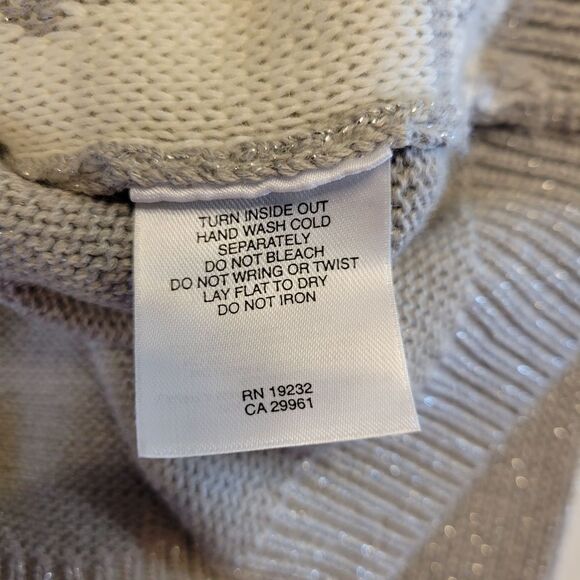 TURN INSIDE OUT
HAND WASH COLD
SEPARATELY
DO NOT BLEACH
DO NOT WRING OR TWIST
LAY FLAT TO DRY
DO NOT IRON
RN 19232
CA 29961